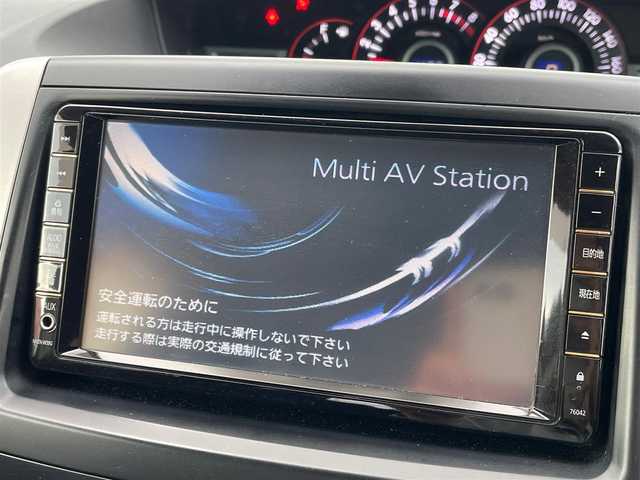 Multi AV Station
安全運転のために
運転される方は走行中に操作しないで下さい
走行する際は実際の交通規制に従って下さい
AUX
+
−
目的地
現在地
76042